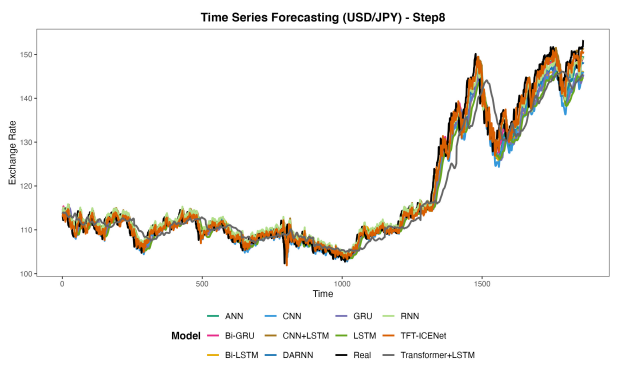 Time Series Forecasting (USD/JPY) - Step8
Exchange Rate
150
140
130
120
110
100
0 500 1000 1500
Time
Model
ANN CNN GRU RNN
Bi-GRU CNN+LSTM LSTM TFT-ICENet
Bi-LSTM DARNN Real Transformer+LSTM